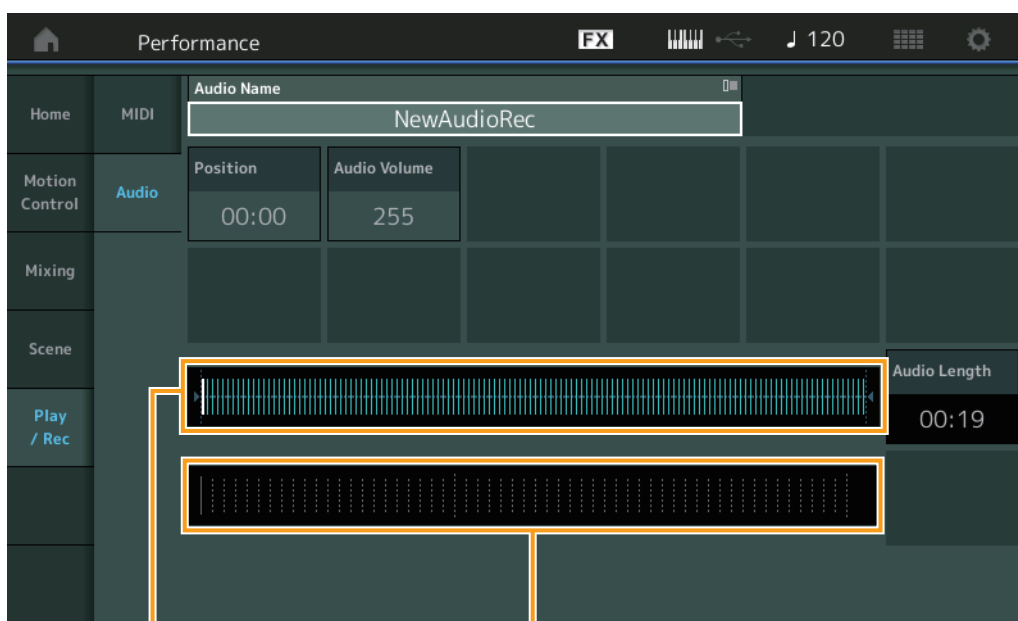 Performance
FX
♩ 120
Home
MIDI
Audio Name
NewAudioRec
Motion
Control
Audio
Position
00:00
Audio Volume
255
Mixing
Scene
Play
/ Rec
Audio Length
00:19